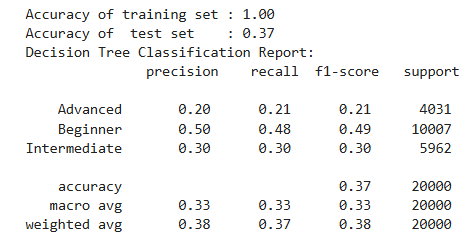 Accuracy of training set : 1.00
Accuracy of  test set    : 0.37
Decision Tree Classification Report:
              precision    recall  f1-score   support

    Advanced       0.20      0.21      0.21      4031
    Beginner       0.50      0.48      0.49     10007
Intermediate       0.30      0.30      0.30      5962

    accuracy                           0.37     20000
   macro avg       0.33      0.33      0.33     20000
weighted avg       0.38      0.37      0.38     20000